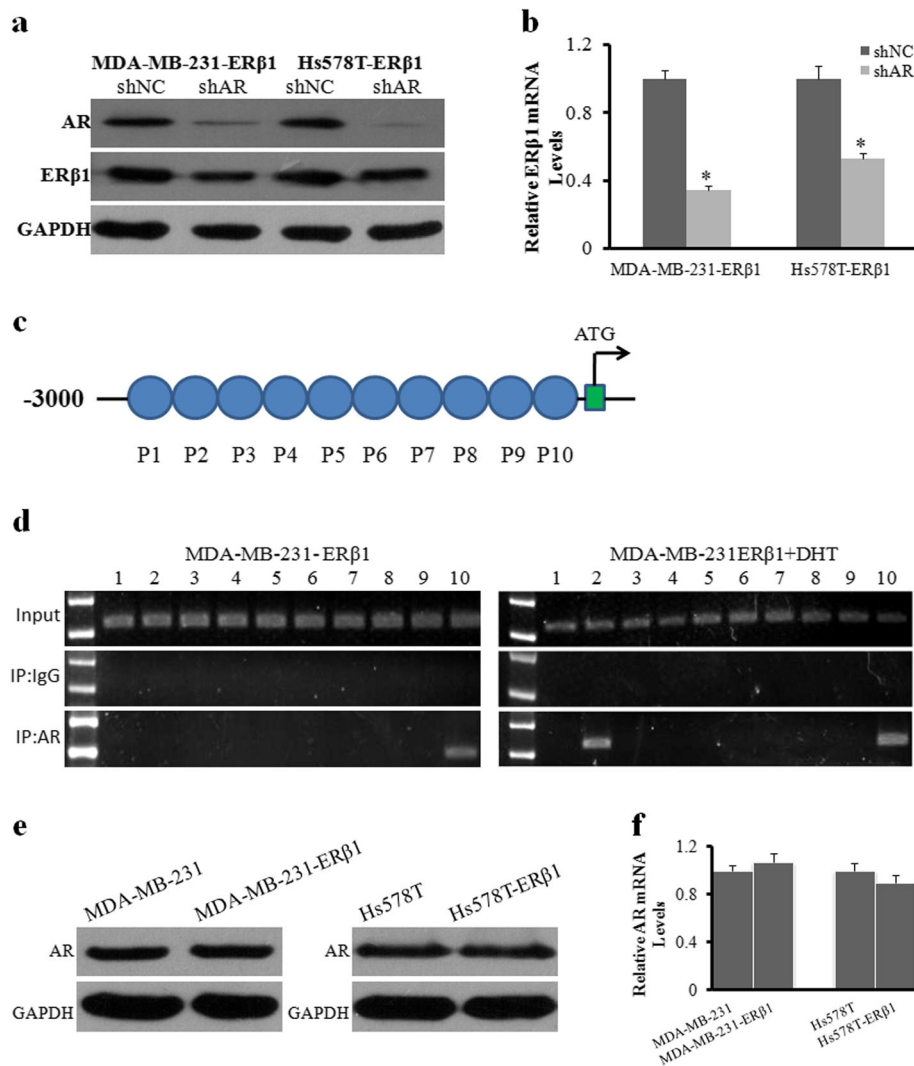 a
MDA-MB-231-ERβ1 Hs578T-ERβ1
shNC shAR shNC shAR
AR
ERβ1
GAPDH
b
Relative ERβ1 mRNA
Levels
1.2
0.8
0.4
0
* *
shNC
shAR
MDA-MB-231-ERβ1 Hs578T-ERβ1
c
ATG
-3000
P1 P2 P3 P4 P5 P6 P7 P8 P9 P10
d
MDA-MB-231-ERβ1
1 2 3 4 5 6 7 8 9 10
MDA-MB-231ERβ1+DHT
1 2 3 4 5 6 7 8 9 10
Input
IP:IgG
IP:AR
e
MDA-MB-231 MDA-MB-231-ERβ1
AR
GAPDH
Hs578T Hs578T-ERβ1
AR
GAPDH
f
Relative AR mRNA
Levels
1.2
0.8
0.4
0
MDA-MB-231
MDA-MB-231-ERβ1
Hs578T
Hs578T-ERβ1